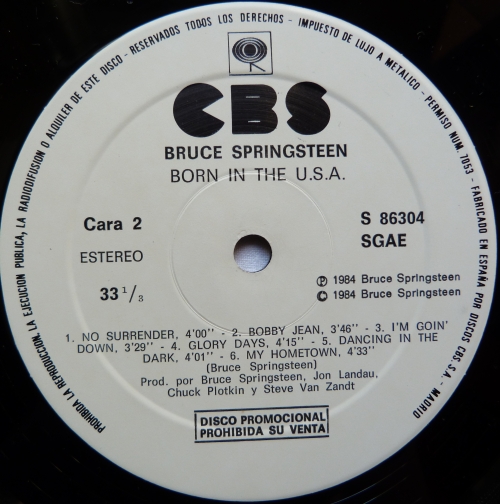 PROHIBIDA LA REPRODUCCION, LA EJECUCION PUBLICA, LA RADIODIFUSION O ALQUILER DE ESTE DISCO - RESERVADOS TODOS LOS DERECHOS - IMPUESTO DE LUJO A METALICO - PERMISO NUM. 7053 - FABRICADO EN ESPAÑA POR DISCOS CBS, S.A. - MADRID
CBS
BRUCE SPRINGSTEEN
BORN IN THE U.S.A.
Cara 2
ESTEREO
33 1/3
S 86304
SGAE
Ⓟ 1984 Bruce Springsteen
© 1984 Bruce Springsteen
1. NO SURRENDER, 4'00" - 2. BOBBY JEAN, 3'46" - 3. I'M GOIN'
DOWN, 3'29" - 4. GLORY DAYS, 4'15" - 5. DANCING IN THE
DARK, 4'01" - 6. MY HOMETOWN, 4'33"
(Bruce Springsteen)
Prod. por Bruce Springsteen, Jon Landau.
Chuck Plotkin y Steve Van Zandt
DISCO PROMOCIONAL
PROHIBIDA SU VENTA